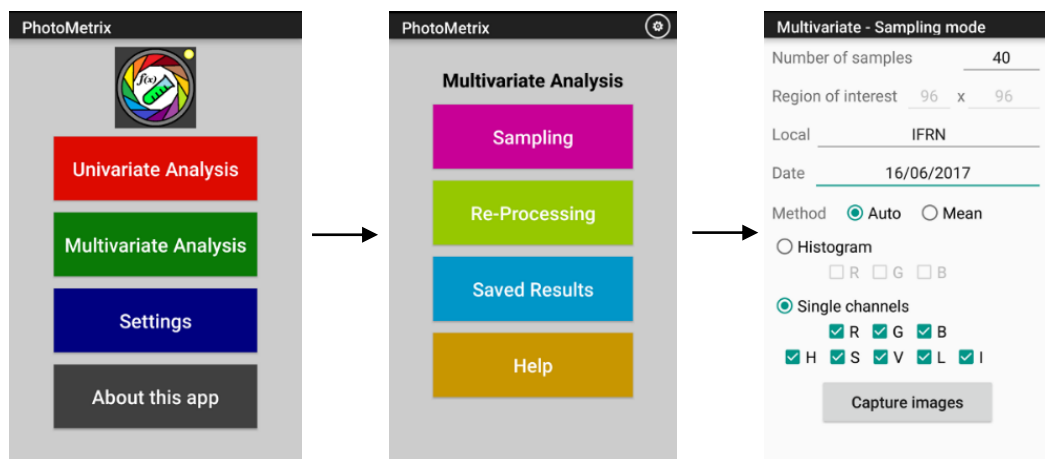 PhotoMetrix
f(x)
Univariate Analysis
Multivariate Analysis
Settings
About this app
PhotoMetrix
Multivariate Analysis
Sampling
Re-Processing
Saved Results
Help
Multivariate - Sampling mode
Number of samples 40
Region of interest 96 x 96
Local IFRN
Date 16/06/2017
Method Auto Mean
Histogram
R G B
Single channels
R G B
H S V L I
Capture images